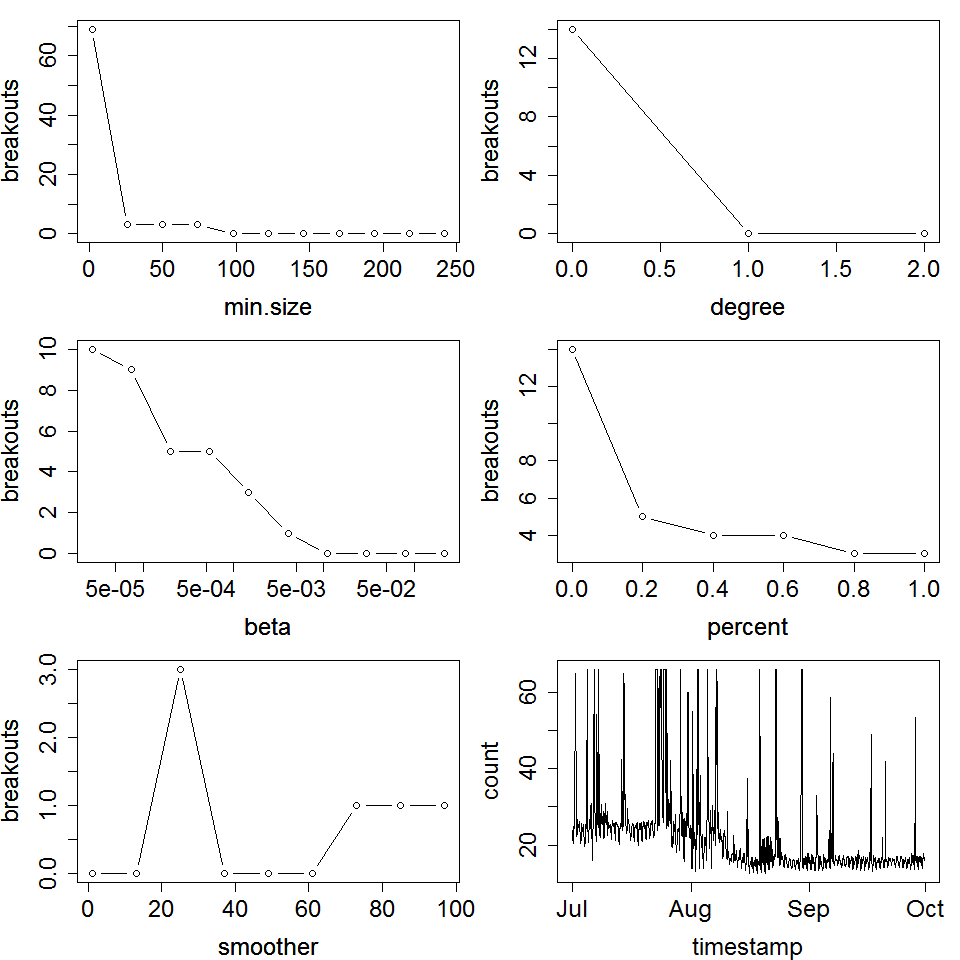 breakouts
0 20 40 60
0 50 100 150 200 250
min.size
breakouts
0 4 8 12
0.0 0.5 1.0 1.5 2.0
degree
breakouts
0 2 4 6 8 10
5e-05 5e-04 5e-03 5e-02
beta
breakouts
4 6 8 12
0.0 0.2 0.4 0.6 0.8 1.0
percent
breakouts
0.0 1.0 2.0 3.0
0 20 40 60 80 100
smoother
count
20 40 60
Jul Aug Sep Oct
timestamp